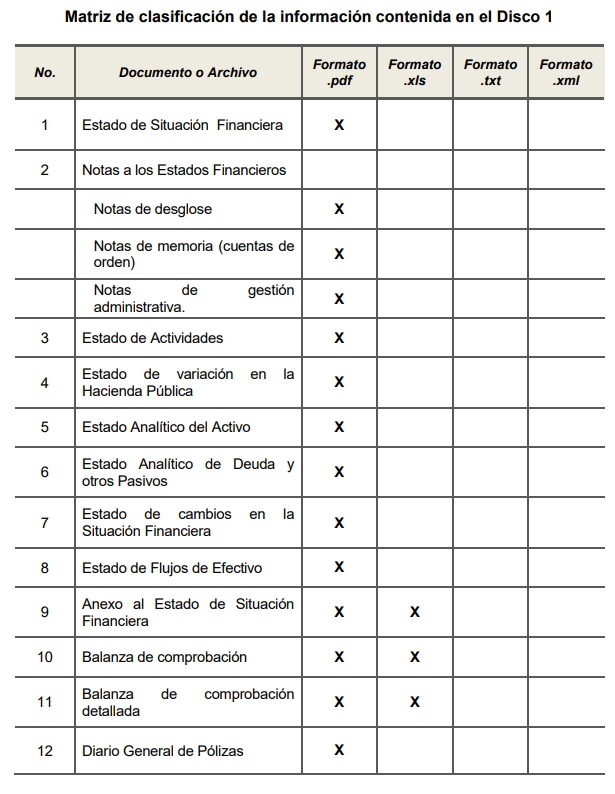 Matriz de clasificación de la información contenida en el Disco 1
No. Documento o Archivo Formato .pdf Formato .xls Formato .txt Formato .xml
1 Estado de Situación Financiera X
2 Notas a los Estados Financieros
Notas de desglose X
Notas de memoria (cuentas de
orden) X
Notas de gestión
administrativa. X
3 Estado de Actividades X
4 Estado de variación en la
Hacienda Pública X
5 Estado Analítico del Activo X
6 Estado Analítico de Deuda y
otros Pasivos X
7 Estado de cambios en la
Situación Financiera X
8 Estado de Flujos de Efectivo X
9 Anexo al Estado de Situación
Financiera X X
10 Balanza de comprobación X X
11 Balanza de comprobación
detallada X X
12 Diario General de Pólizas X